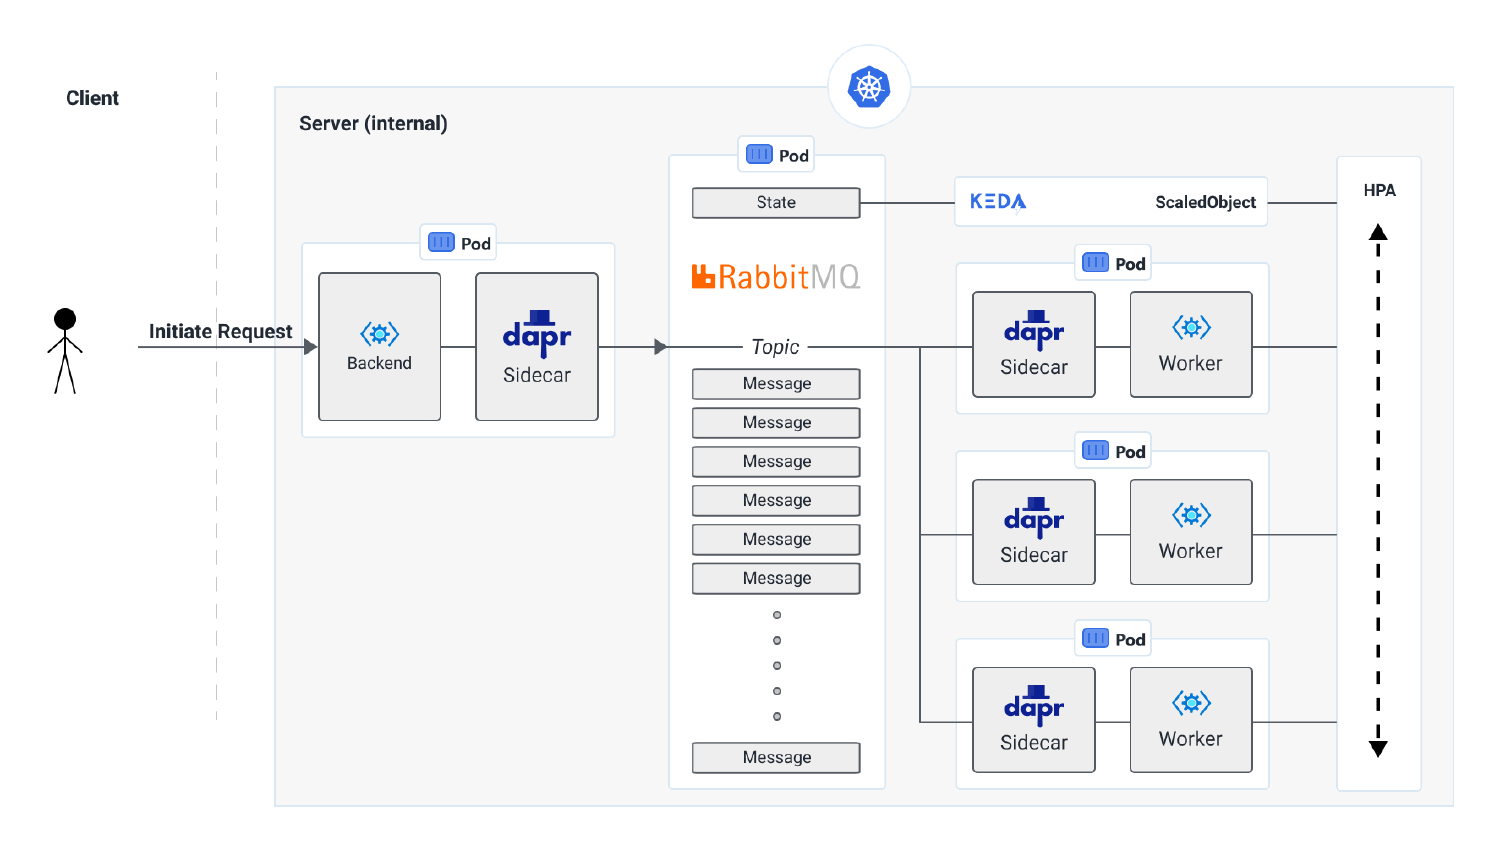 Client
Server (internal)
Initiate Request
Pod
Backend
dapr
Sidecar
Pod
State
RabbitMQ
Topic
Message
Message
Message
Message
Message
Message
Message
KEDA
ScaledObject
Pod
dapr
Sidecar
Worker
Pod
dapr
Sidecar
Worker
Pod
dapr
Sidecar
Worker
HPA